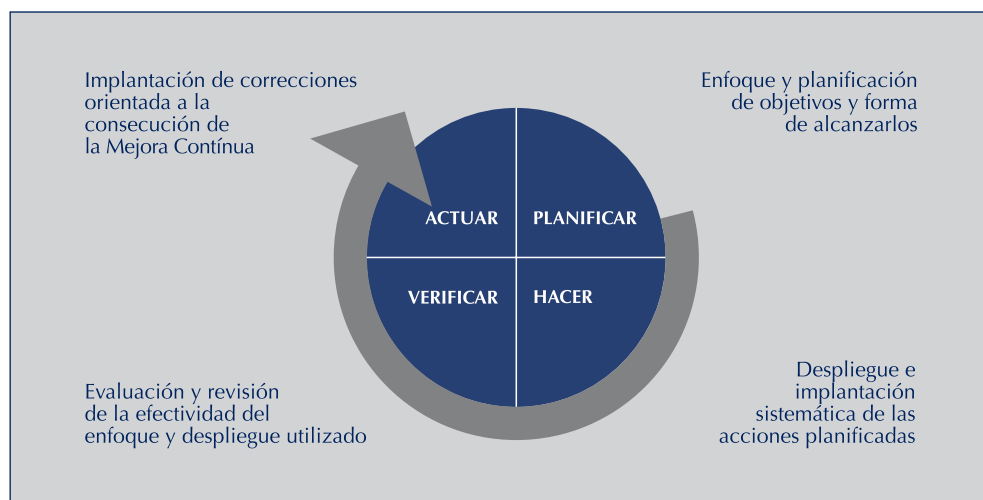 Implantación de correcciones
orientada a la
consecución de
la Mejora Contínua
Enfoque y planificación
de objetivos y forma
de alcanzarlos
ACTUAR
PLANIFICAR
VERIFICAR
HACER
Evaluación y revisión
de la efectividad del
enfoque y despliegue utilizado
Despliegue e
implantación
sistemática de las
acciones planificadas